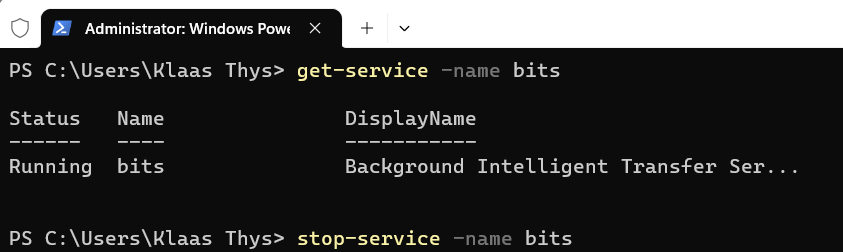 Administrator: Windows Powe
PS C:\Users\Klaas Thys> get-service -name bits
Status   Name               DisplayName
------   ----               -----------
Running  bits               Background Intelligent Transfer Ser...
PS C:\Users\Klaas Thys> stop-service -name bits